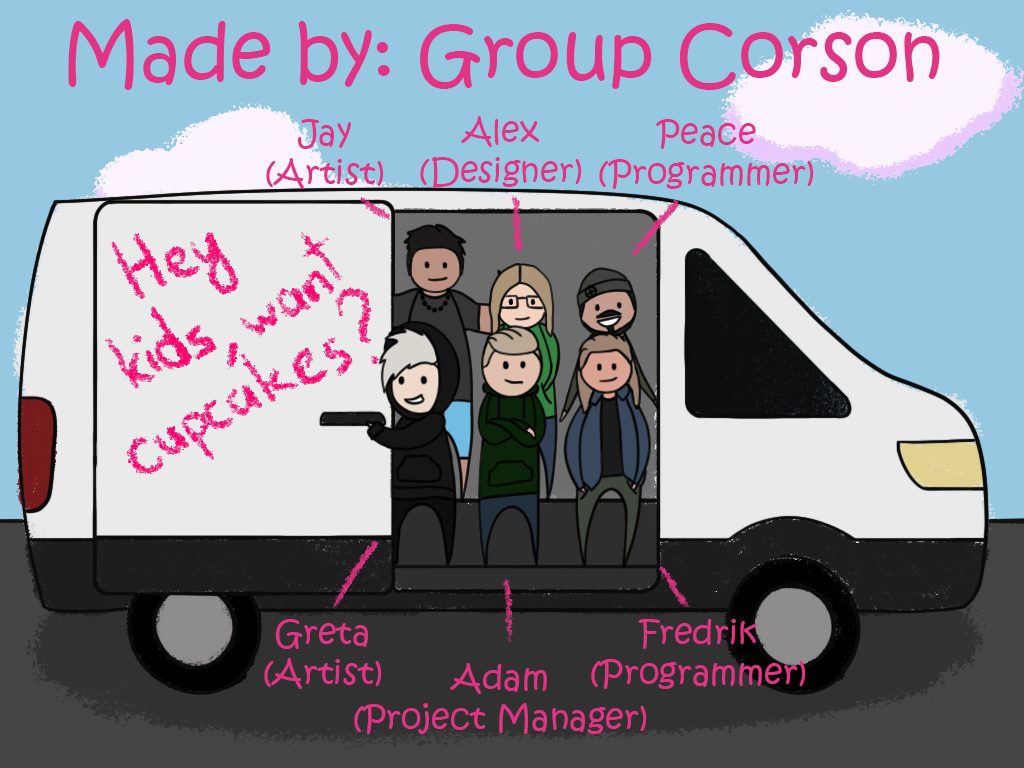 Made by: Group Corson
Jay
(Artist)
Alex
(Designer)
Peace
(Programmer)
Hey
kids, want
cupcakes?
Greta
(Artist)
Adam
(Project Manager)
Fredrik
(Programmer)